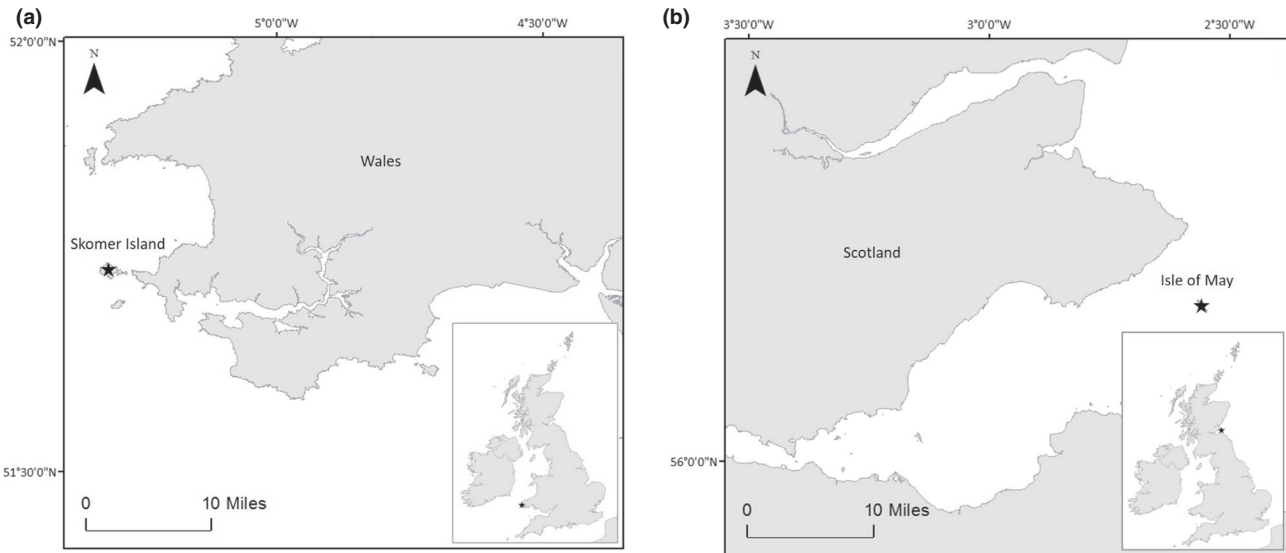 (a)
5°0'0"W
4°30'0"W
52°0'0"N
N
Wales
Skomer Island
51°30'0"N
0
10 Miles
(b)
3°30'0"W
3°0'0"W
2°30'0"W
N
Scotland
Isle of May
56°0'0"N
0
10 Miles